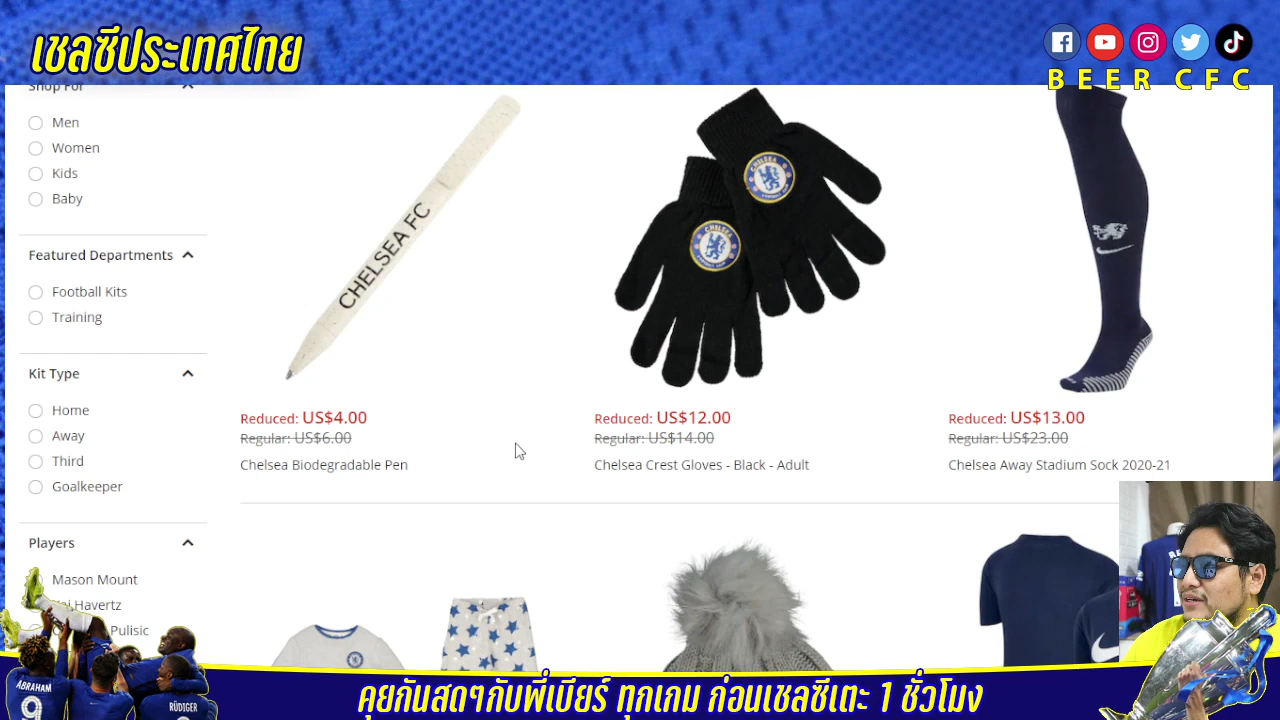 เชลซีประเทศไทย
BEER CFC
Shop For
Men
Women
Kids
Baby
Featured Departments
Football Kits
Training
Kit Type
Home
Away
Third
Goalkeeper
Players
Mason Mount
Havertz
Pulisic
CHELSEA FC
CHELSEA
CHELSEA
Reduced: US$4.00
Regular: US$6.00
Chelsea Biodegradable Pen
Reduced: US$12.00
Regular: US$14.00
Chelsea Crest Gloves - Black - Adult
Reduced: US$13.00
Regular: US$23.00
Chelsea Away Stadium Sock 2020-21
ABRAHAM
9
RÜDIGER
คุยกันสดๆกับพี่เบียร์ ทุกเกม ก่อนเชลซีเตะ 1 ชั่วโมง